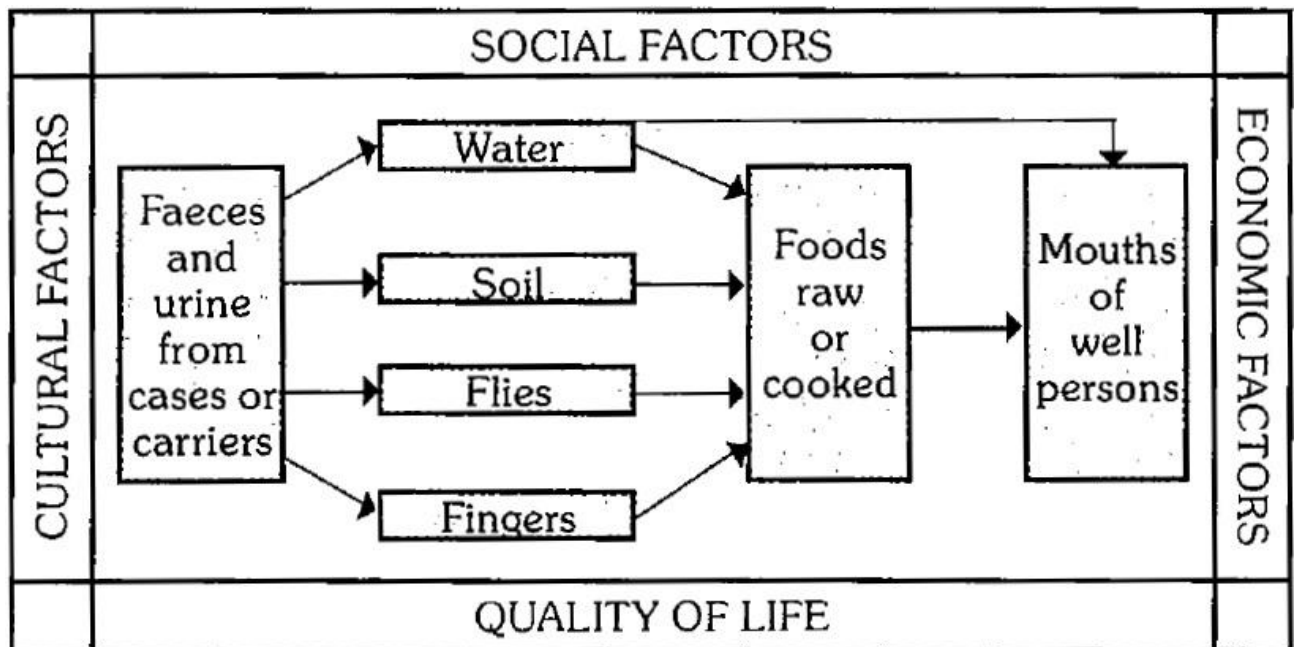 SOCIAL FACTORS
CULTURAL FACTORS
Faeces
and
urine
from
cases or
carriers
Water
Soil
Flies
Fingers
Foods
raw
or
cooked
Mouths
of
well
persons
ECONOMIC FACTORS
QUALITY OF LIFE